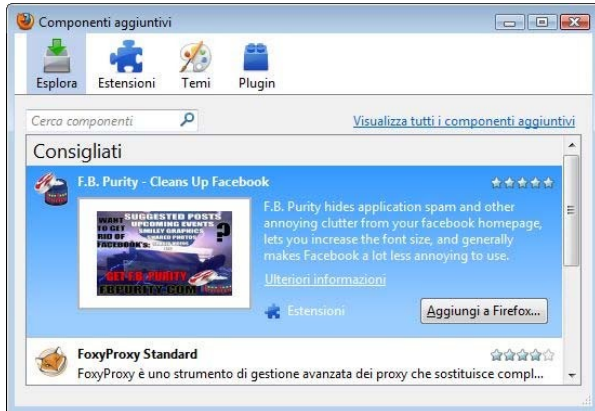 Componenti aggiuntivi
Esplora
Estensioni
Temi
Plugin
Cerca componenti
Visualizza tutti i componenti aggiuntivi
Consigliati
F.B. Purity - Cleans Up Facebook
WANT TO GET RID OF FACEBOOK'S:
SUGGESTED POSTS
UPCOMING EVENTS
SMILEY GRAPHICS
SHARED PHOTOS
?
GET F.B. PURITY
FBPURITY.COM
F.B. Purity hides application spam and other
annoying clutter from your facebook homepage,
lets you increase the font size, and generally
makes Facebook a lot less annoying to use.
Ulteriori informazioni
Estensioni
Aggiungi a Firefox...
FoxyProxy Standard
FoxyProxy è uno strumento di gestione avanzata dei proxy che sostituisce compl...